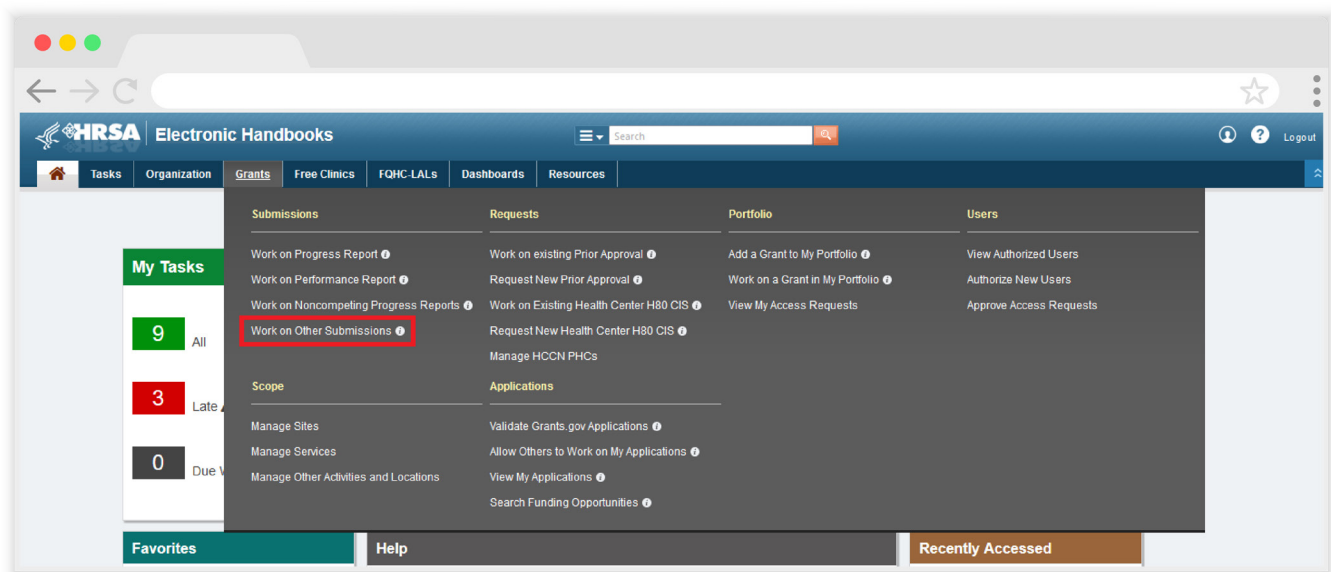 HRSA Electronic Handbooks
Search
Logout
Tasks Organization Grants Free Clinics FQHC-LALs Dashboards Resources
Submissions
Work on Progress Report
Work on Performance Report
Work on Noncompeting Progress Reports
Work on Other Submissions
Requests
Work on existing Prior Approval
Request New Prior Approval
Work on Existing Health Center H80 CIS
Request New Health Center H80 CIS
Manage HCCN PHCs
Portfolio
Add a Grant to My Portfolio
Work on a Grant in My Portfolio
View My Access Requests
Users
View Authorized Users
Authorize New Users
Approve Access Requests
Scope
Manage Sites
Manage Services
Manage Other Activities and Locations
Applications
Validate Grants.gov Applications
Allow Others to Work on My Applications
View My Applications
Search Funding Opportunities
My Tasks
9 All
3 Late
0 Due
Favorites
Help
Recently Accessed